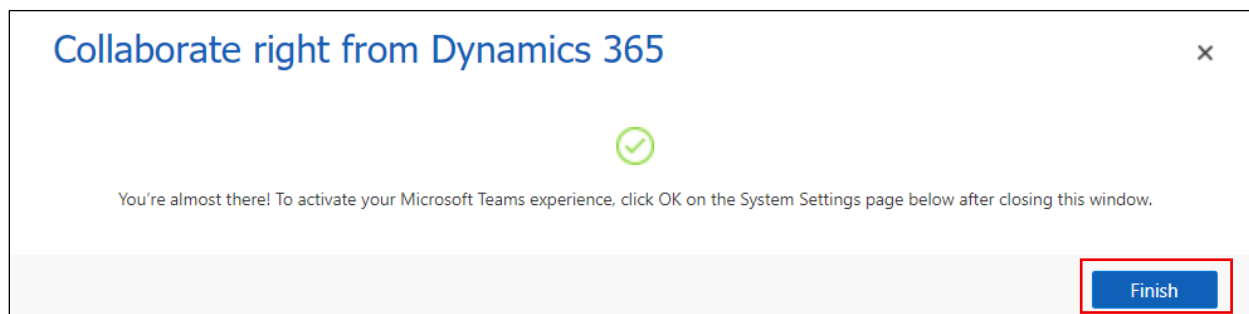 Collaborate right from Dynamics 365
You're almost there! To activate your Microsoft Teams experience, click OK on the System Settings page below after closing this window.
Finish